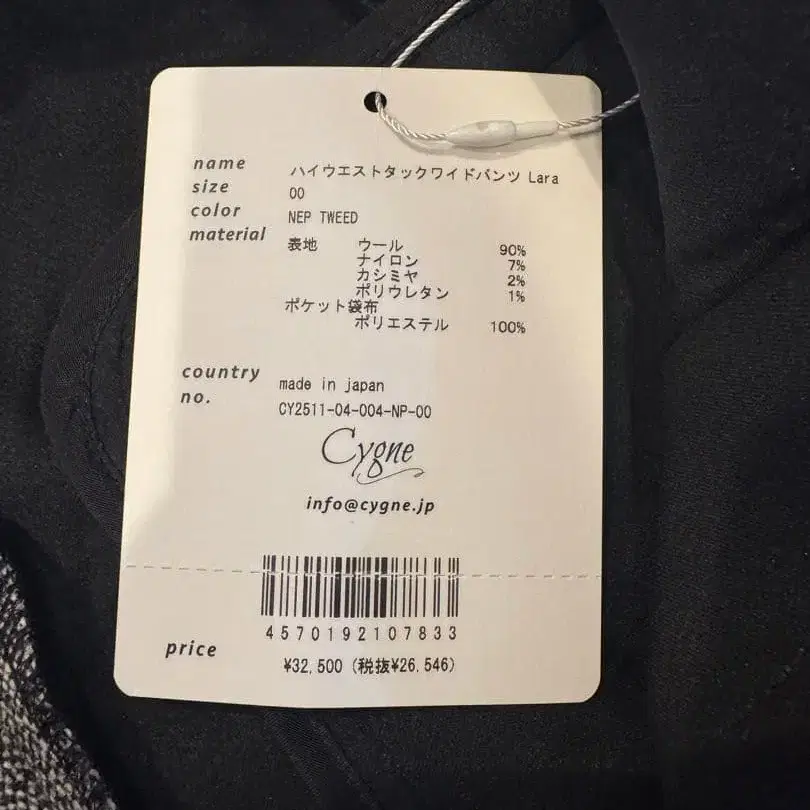 name ハイウエストタックワイドパンツ Lara
size 00
color NEP TWEED
material 表地 ウール 90%
ナイロン 7%
カシミヤ 2%
ポリウレタン 1%
ポケット袋布
ポリエステル 100%
country made in japan
no. CY2511-04-004-NP-00
Cygne
info@cygne.jp
4570192107833
price ¥32,500 (税抜¥26,546)